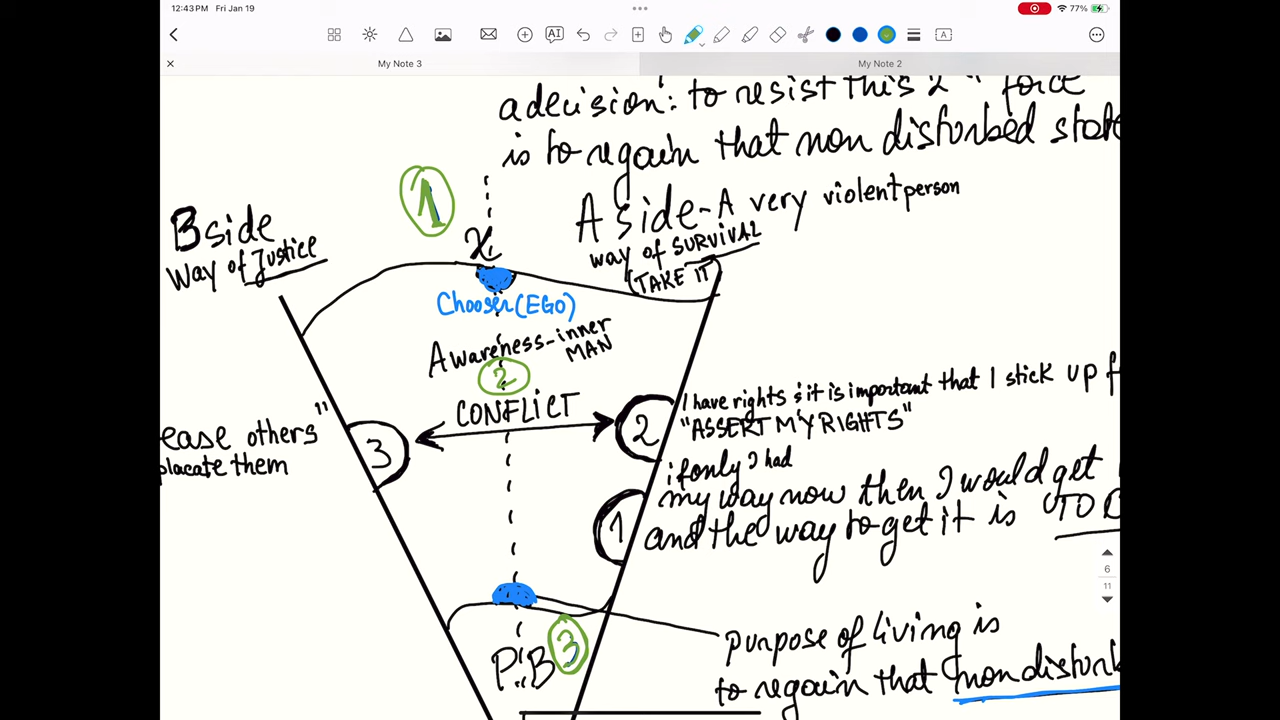 12:43 PM Fri Jan 19
77%
My Note 3
My Note 2
a decision: to resist this 2nd force
is to regain that non disturbed state
1
B side
Way of Justice
A side - A very violent person
way of SURVIVAL
(TAKE IT)
X
Chooser (EGO)
Awareness - inner
MAN
2
CONFLICT
3
2
ease others"
placate them
I have rights & it is important that I stick up f
"ASSERT MY RIGHTS"
if only I had
my way now then I would get
and the way to get it is "TO
1
6
11
P.B
3
purpose of living is
to regain that non disturb